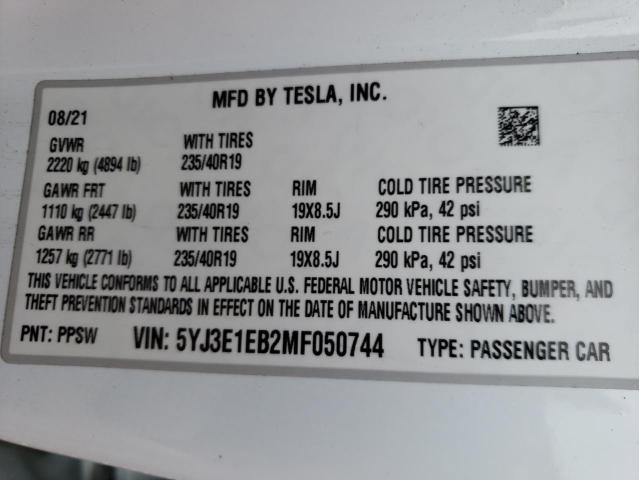 MFD BY TESLA, INC.
08/21
GVWR WITH TIRES
2220 kg (4894 lb) 235/40R19
GAWR FRT WITH TIRES RIM COLD TIRE PRESSURE
1110 kg (2447 lb) 235/40R19 19X8.5J 290 kPa, 42 psi
GAWR RR WITH TIRES RIM COLD TIRE PRESSURE
1257 kg (2771 lb) 235/40R19 19X8.5J 290 kPa, 42 psi
THIS VEHICLE CONFORMS TO ALL APPLICABLE U.S. FEDERAL MOTOR VEHICLE SAFETY, BUMPER, AND
THEFT PREVENTION STANDARDS IN EFFECT ON THE DATE OF MANUFACTURE SHOWN ABOVE.
PNT: PPSW VIN: 5YJ3E1EB2MF050744 TYPE: PASSENGER CAR